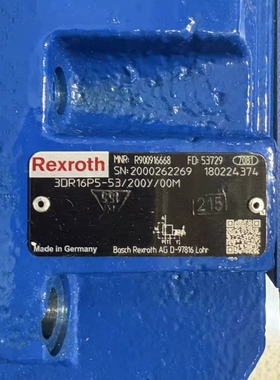 Rexroth
MNR: R900916668 FD: 53729 7081
SN: 2000262269 180224374
3DR16P5-53/200Y/00M
215
Made in Germany
Bosch Rexroth AG D-97816 Lohr